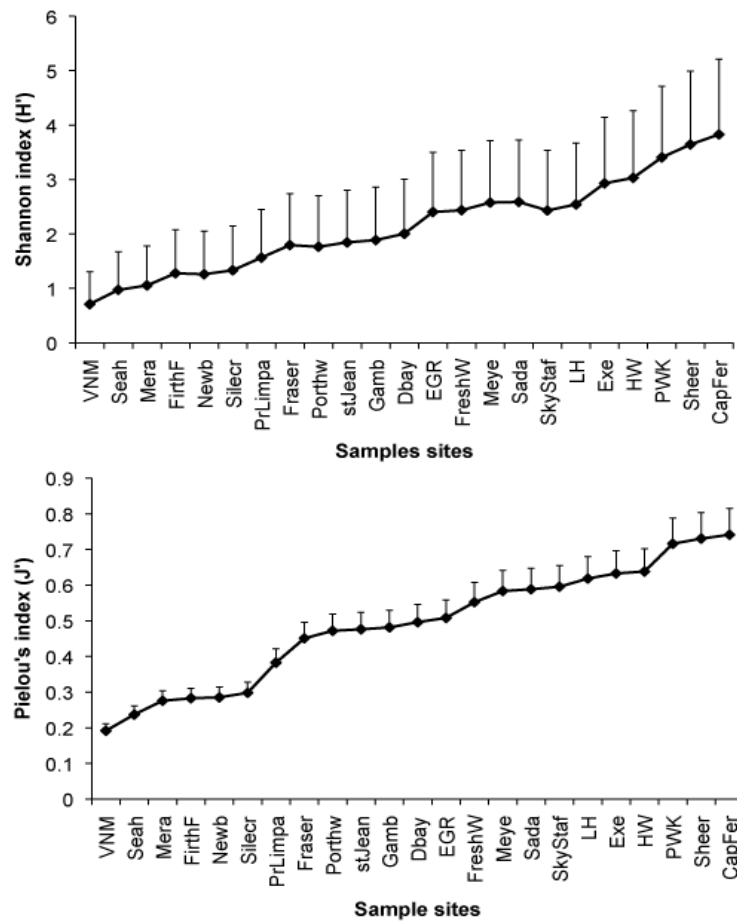 Shannon index (H')
6
5
4
3
2
1
0
VNM
Seah
Mera
FirthF
Newb
Silecr
PrLimpa
Fraser
Porthw
stJean
Gamb
Dbay
EGR
FreshW
Meye
Sada
SkyStaf
LH
Exe
HW
PWK
Sheer
CapFer
Samples sites
Pielou's index (J')
0.9
0.8
0.7
0.6
0.5
0.4
0.3
0.2
0.1
0
VNM
Seah
Mera
FirthF
Newb
Silecr
PrLimpa
Fraser
Porthw
stJean
Gamb
Dbay
EGR
FreshW
Meye
Sada
SkyStaf
LH
Exe
HW
PWK
Sheer
CapFer
Sample sites